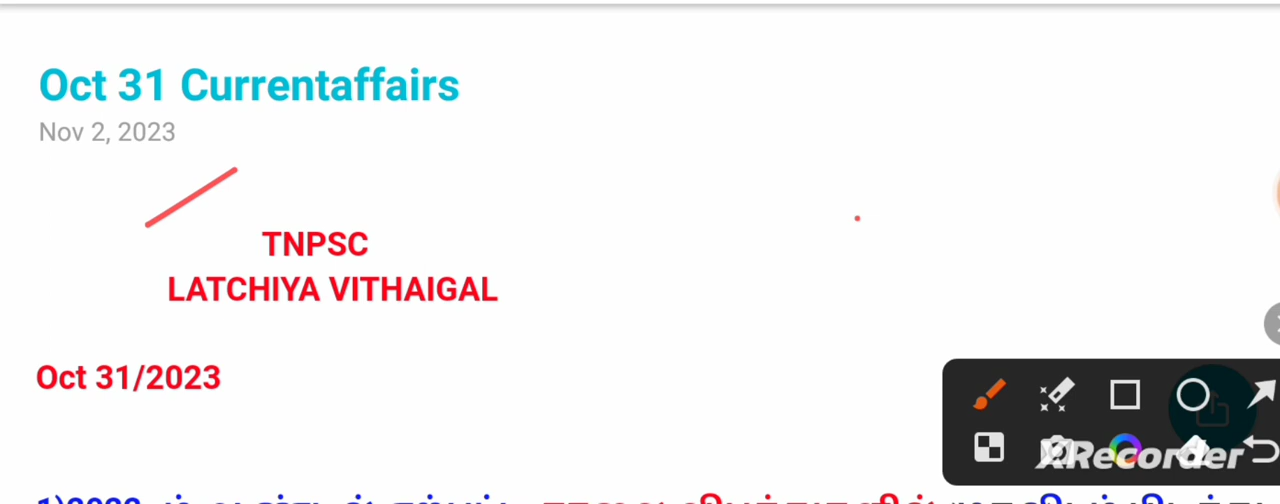 Oct 31 Currentaffairs
Nov 2, 2023
TNPSC
LATCHIYA VITHAIGAL
Oct 31/2023
XRecorder